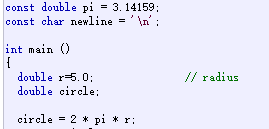 const double pi = 3.14159;
const char newline = '\n';
int main ()
{
double r=5.0; // radius
double circle;
circle = 2 * pi * r;